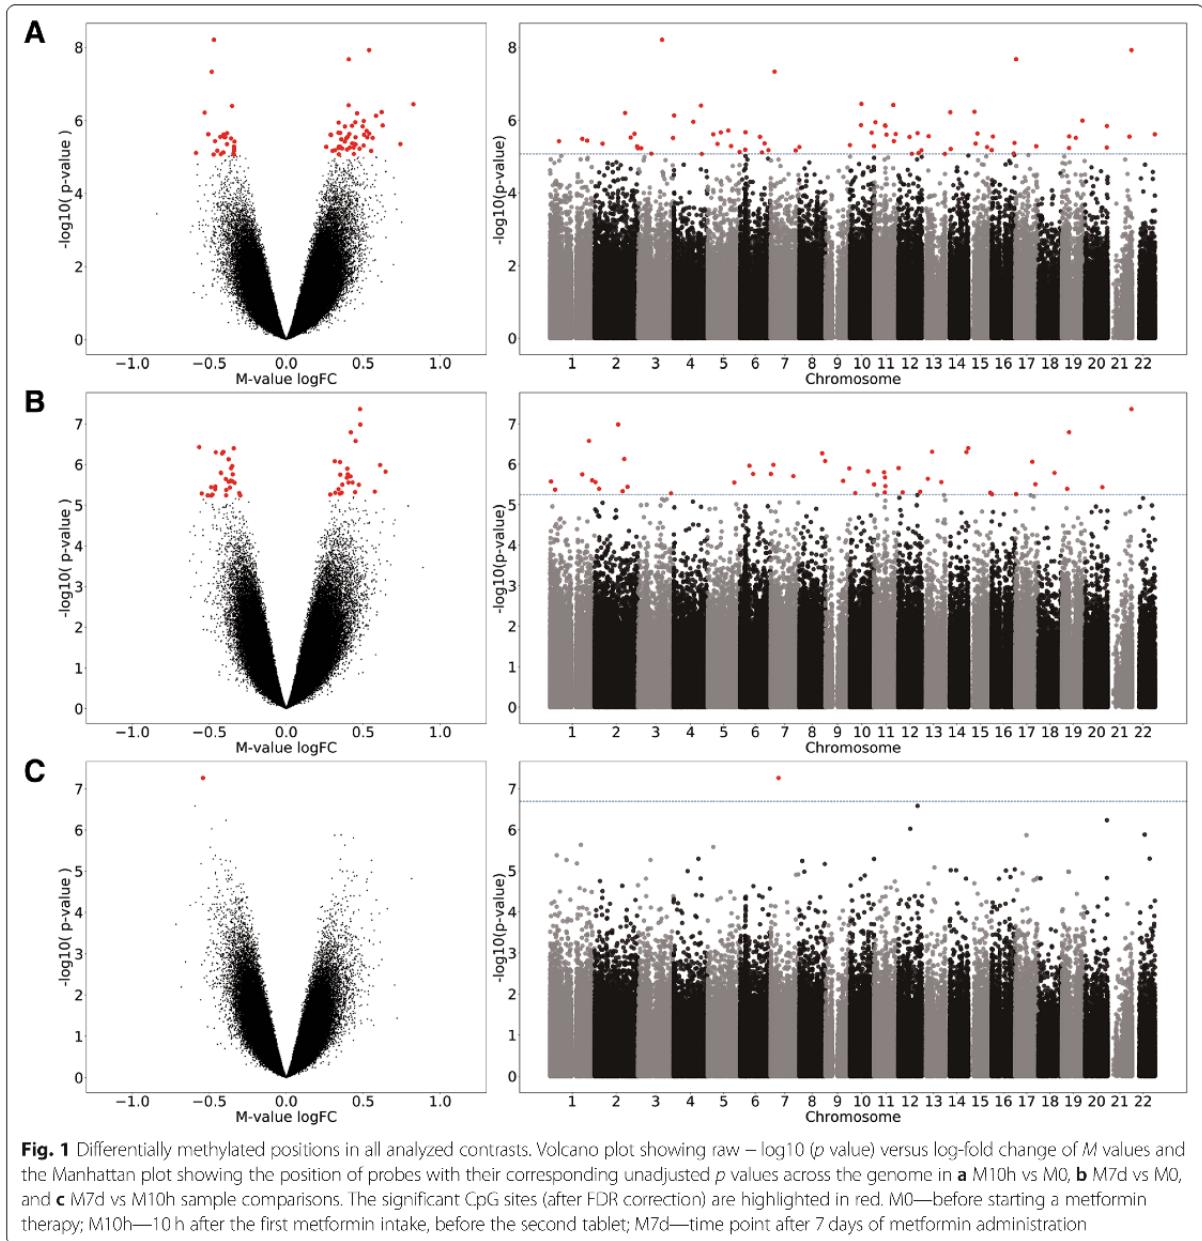 A
8
6
4
2
0
-log10( p-value )
−1.0 −0.5 0.0 0.5 1.0
M-value logFC
8
6
4
2
0
-log10(p-value)
1 2 3 4 5 6 7 8 9 10 11 12 13 14 15 16 17 18 19 20 21 22
Chromosome
B
7
6
5
4
3
2
1
0
-log10( p-value )
−1.0 −0.5 0.0 0.5 1.0
M-value logFC
7
6
5
4
3
2
1
0
-log10(p-value)
1 2 3 4 5 6 7 8 9 10 11 12 13 14 15 16 17 18 19 20 21 22
Chromosome
C
7
6
5
4
3
2
1
0
-log10( p-value )
−1.0 −0.5 0.0 0.5 1.0
M-value logFC
7
6
5
4
3
2
1
0
-log10(p-value)
1 2 3 4 5 6 7 8 9 10 11 12 13 14 15 16 17 18 19 20 21 22
Chromosome
Fig. 1 Differentially methylated positions in all analyzed contrasts. Volcano plot showing raw − log10 (p value) versus log-fold change of M values and
the Manhattan plot showing the position of probes with their corresponding unadjusted p values across the genome in a M10h vs M0, b M7d vs M0,
and c M7d vs M10h sample comparisons. The significant CpG sites (after FDR correction) are highlighted in red. M0—before starting a metformin
therapy; M10h—10 h after the first metformin intake, before the second tablet; M7d—time point after 7 days of metformin administration